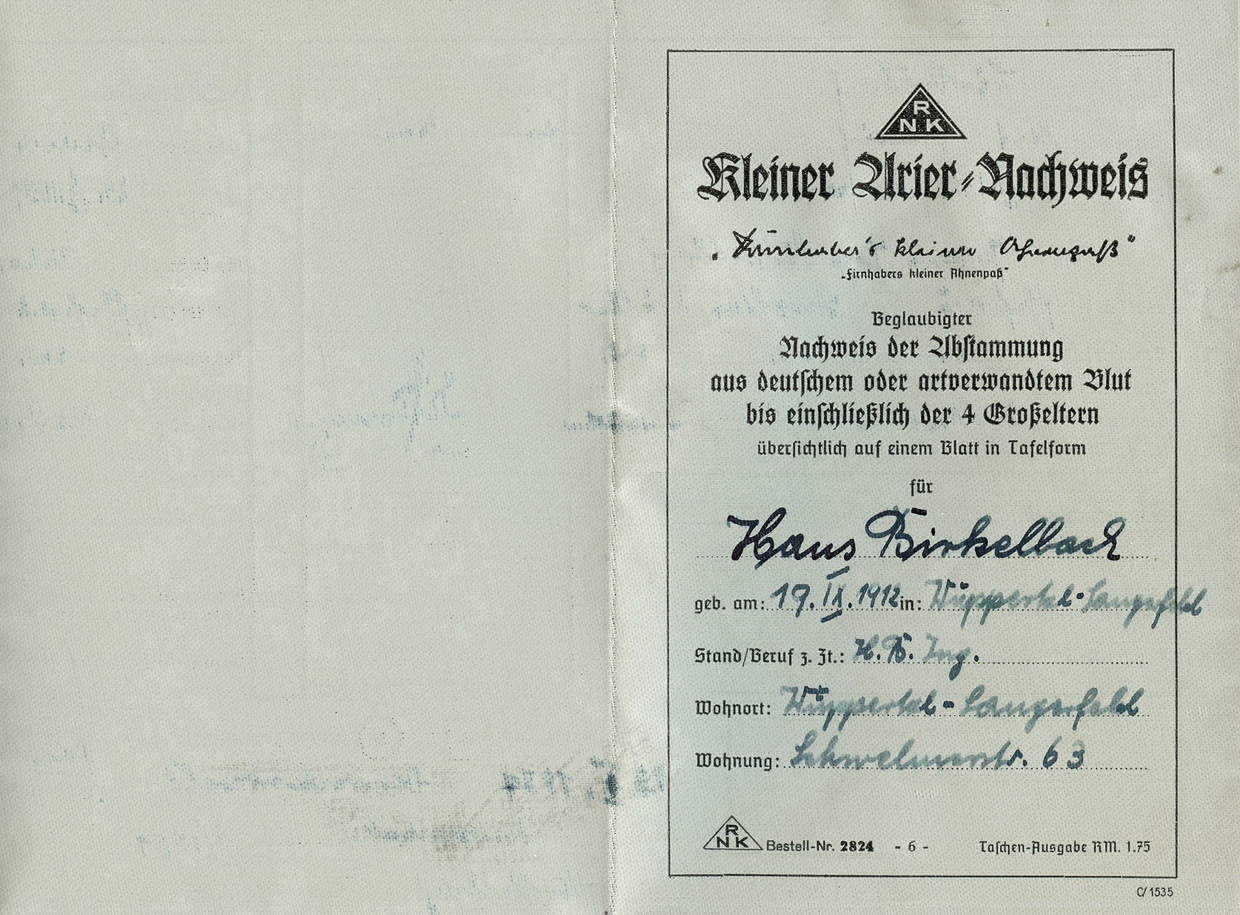 RNK
Kleiner Arier-Nachweis
„Firnhaber's kleiner Ahnenpaß"
„Firnhabers kleiner Ahnenpaß"
Beglaubigter
Nachweis der Abstammung
aus deutschem oder artverwandtem Blut
bis einschließlich der 4 Großeltern
übersichtlich auf einem Blatt in Tafelform
für
Hans Birkelbach
geb. am: 19. IX. 1912 in: Wuppertal-Langerfeld
Stand/Beruf z. Zt.: H. B. Ing.
Wohnort: Wuppertal-Langerfeld
Wohnung: Schwelmerstr. 63
RNK Bestell-Nr. 2824 - 6 - Taschen-Ausgabe RM. 1.75
C/1535